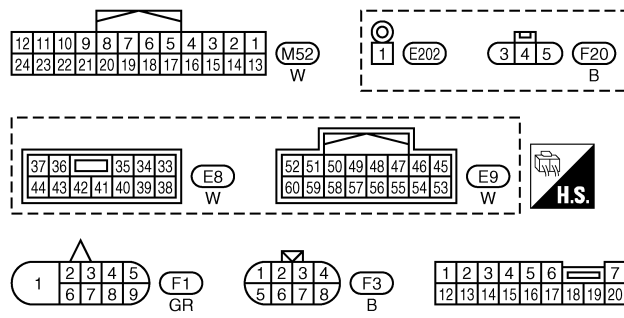 12 11 10 9 8 7 6 5 4 3 2 1
24 23 22 21 20 19 18 17 16 15 14 13
M52
W
1
E202
3 4 5
F20
B
37 36 35 34 33
44 43 42 41 40 39 38
E8
W
52 51 50 49 48 47 46 45
60 59 58 57 56 55 54 53
E9
W
H.S.
1
2 3 4 5
6 7 8 9
F1
GR
1 2 3 4
5 6 7 8
F3
B
1 2 3 4 5 6 7
12 13 14 15 16 17 18 19 20